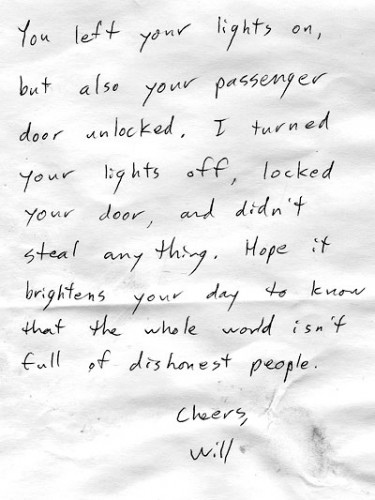 You left your lights on,
but also your passenger
door unlocked. I turned
your lights off, locked
your door, and didn't
steal anything. Hope it
brightens your day to know
that the whole world isn't
full of dishonest people.
Cheers,
Will